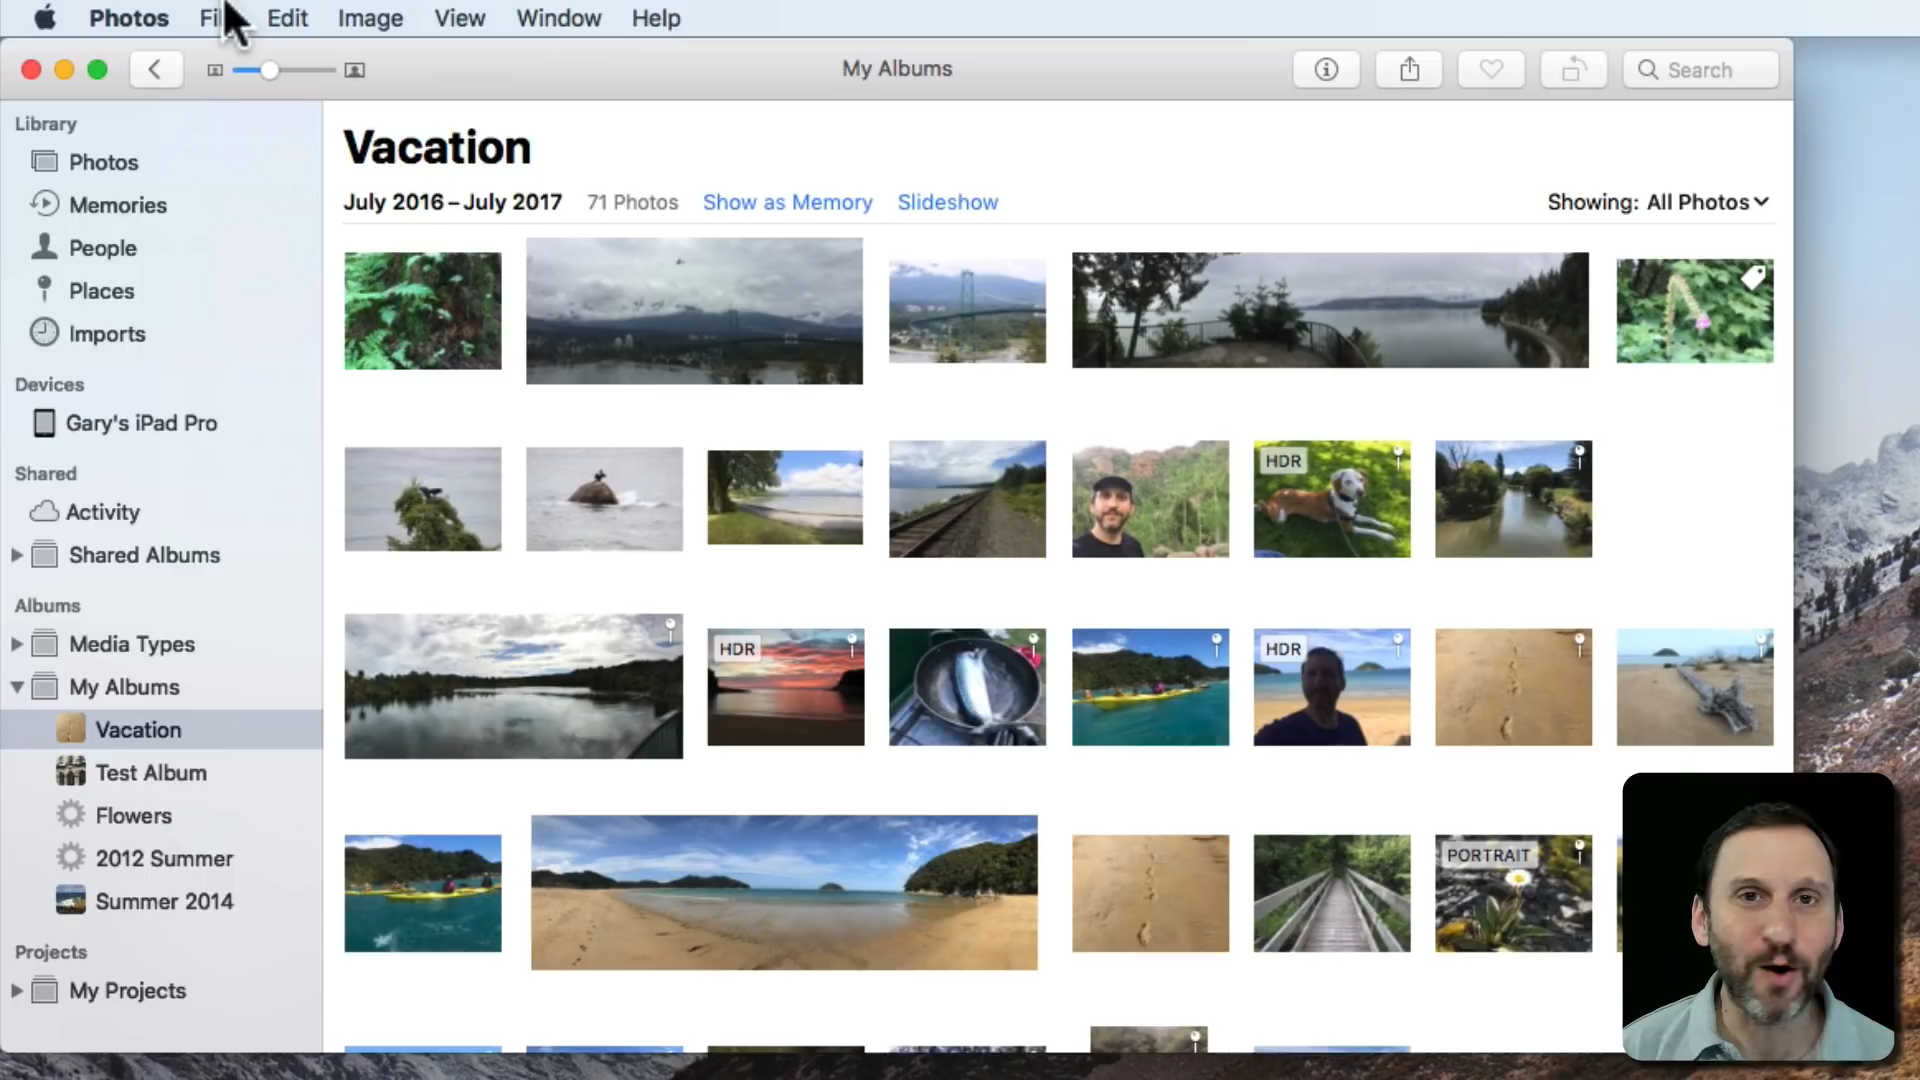 Photos Edit Image View Window Help
My Albums
Search
Library
Photos
Memories
People
Places
Imports
Devices
Gary's iPad Pro
Shared
Activity
Shared Albums
Albums
Media Types
My Albums
Vacation
Test Album
Flowers
2012 Summer
Summer 2014
Projects
My Projects
Vacation
July 2016 – July 2017 71 Photos Show as Memory Slideshow Showing: All Photos
HDR
HDR HDR
PORTRAIT